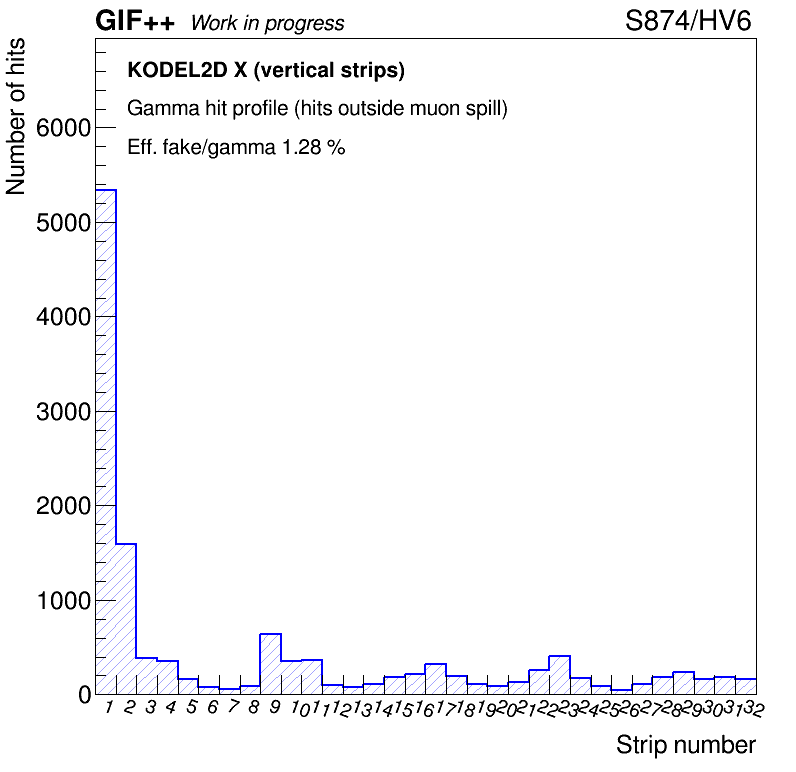 GIF++ Work in progress S874/HV6
Number of hits
KODEL2D X (vertical strips)
Gamma hit profile (hits outside muon spill)
Eff. fake/gamma 1.28 %
6000
5000
4000
3000
2000
1000
0
1 2 3 4 5 6 7 8 9 10 11 12 13 14 15 16 17 18 19 20 21 22 23 24 25 26 27 28 29 30 31 32
Strip number